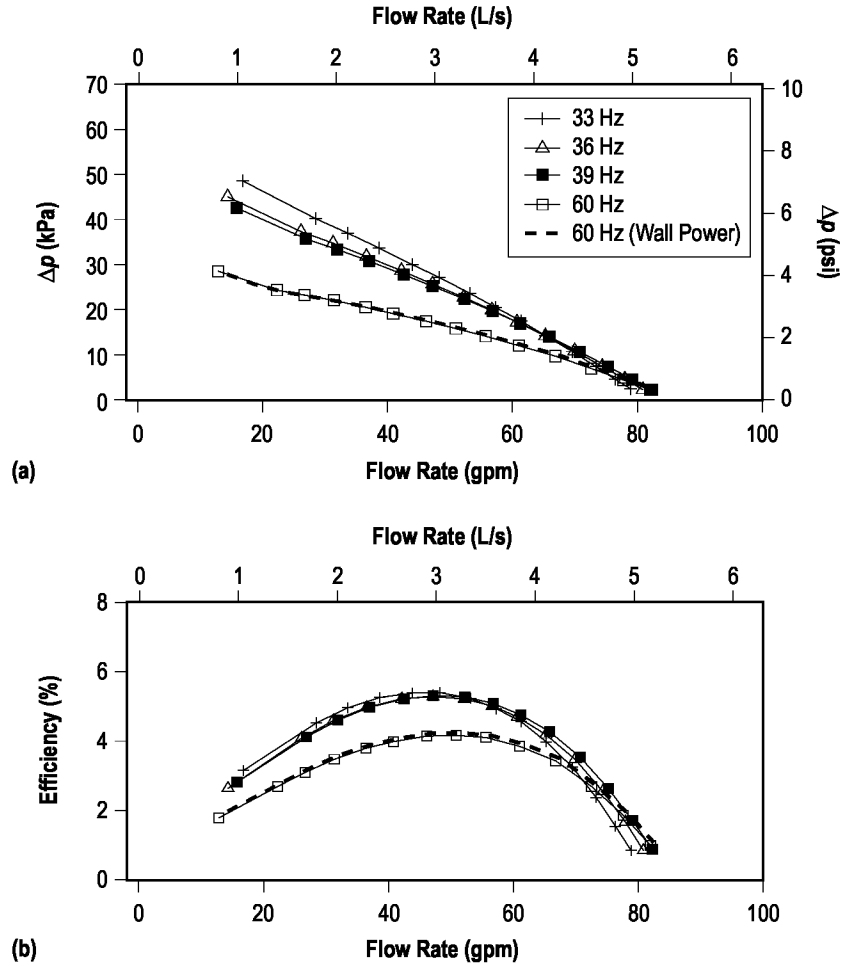 Flow Rate (L/s)
0 1 2 3 4 5 6
70 60 50 40 30 20 10 0
Δp (kPa)
10 8 6 4 2 0
Δp (psi)
33 Hz
36 Hz
39 Hz
60 Hz
60 Hz (Wall Power)
0 20 40 60 80 100
(a) Flow Rate (gpm)
Flow Rate (L/s)
0 1 2 3 4 5 6
8 6 4 2 0
Efficiency (%)
0 20 40 60 80 100
(b) Flow Rate (gpm)